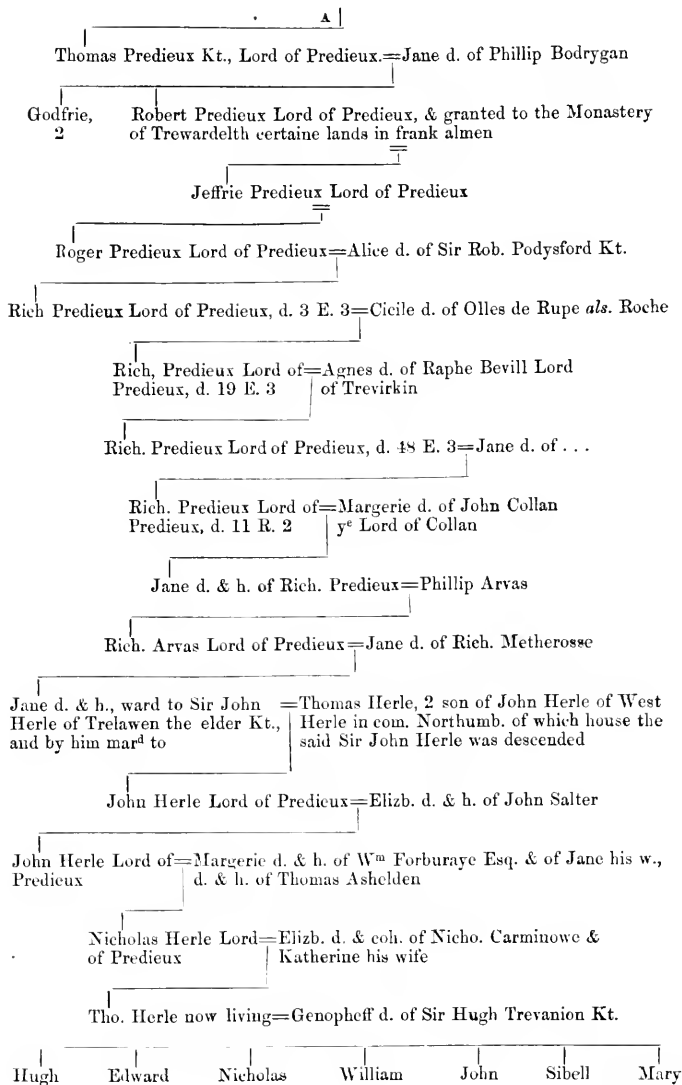 A
Thomas Predieux Kt., Lord of Predieux.=Jane d. of Phillip Bodrygan
Godfrie, 2
Robert Predieux Lord of Predieux, & granted to the Monastery
of Trewardelth certaine lands in frank almen
=
Jeffrie Predieux Lord of Predieux
=
Roger Predieux Lord of Predieux=Alice d. of Sir Rob. Podysford Kt.
Rich Predieux Lord of Predieux, d. 3 E. 3=Cicile d. of Olles de Rupe als. Roche
Rich, Predieux Lord of=Agnes d. of Raphe Bevill Lord
Predieux, d. 19 E. 3 of Trevirkin
Rich. Predieux Lord of Predieux, d. 48 E. 3=Jane d. of . . .
Rich. Predieux Lord of=Margerie d. of John Collan
Predieux, d. 11 R. 2 yᵉ Lord of Collan
Jane d. & h. of Rich. Predieux=Phillip Arvas
Rich. Arvas Lord of Predieux=Jane d. of Rich. Metherosse
Jane d. & h., ward to Sir John =Thomas Herle, 2 son of John Herle of West
Herle of Trelawen the elder Kt., Herle in com. Northumb. of which house the
and by him marᵈ to said Sir John Herle was descended
John Herle Lord of Predieux=Elizb. d. & h. of John Salter
John Herle Lord of=Margerie d. & h. of Wᵐ Forburaye Esq. & of Jane his w.,
Predieux d. & h. of Thomas Ashelden
Nicholas Herle Lord=Elizb. d. & coh. of Nicho. Carminowe &
of Predieux Katherine his wife
Tho. Herle now living=Genopheff d. of Sir Hugh Trevanion Kt.
Hugh Edward Nicholas William John Sibell Mary